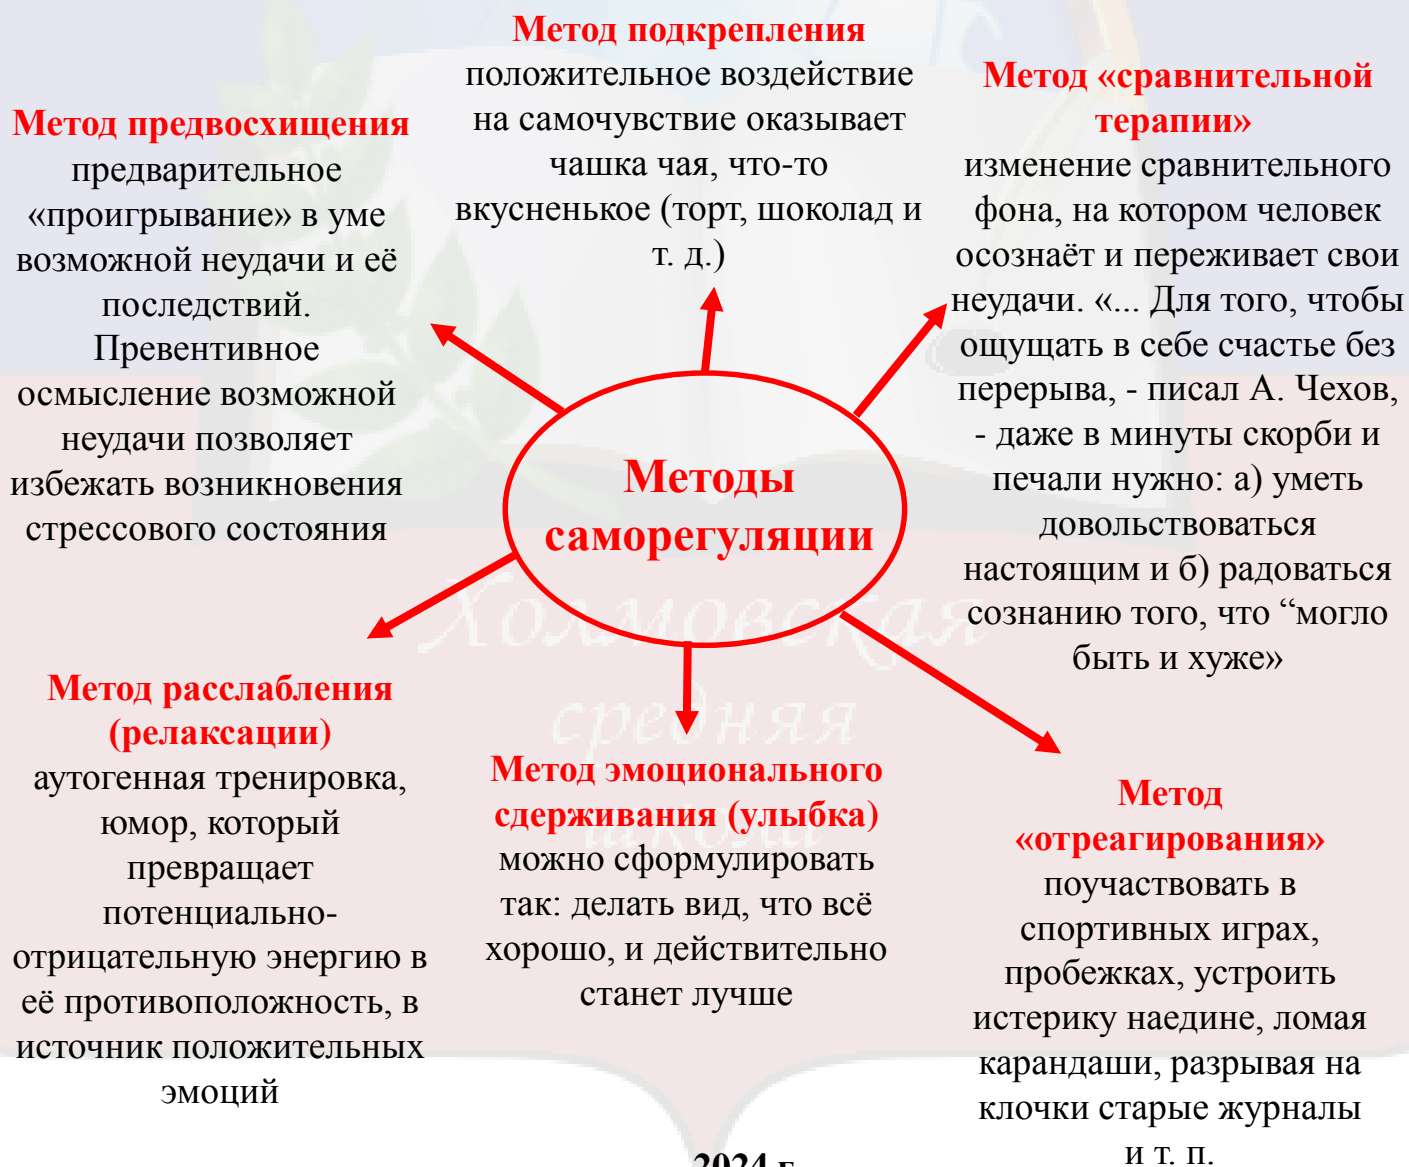 Метод подкрепления
положительное воздействие
на самочувствие оказывает
чашка чая, что-то
вкусненькое (торт, шоколад и
т. д.)
Метод «сравнительной
терапии»
изменение сравнительного
фона, на котором человек
осознаёт и переживает свои
неудачи. «... Для того, чтобы
ощущать в себе счастье без
перерыва, - писал А. Чехов,
- даже в минуты скорби и
печали нужно: а) уметь
довольствоваться
настоящим и б) радоваться
сознанию того, что “могло
быть и хуже»
Метод предвосхищения
предварительное
«проигрывание» в уме
возможной неудачи и её
последствий.
Превентивное
осмысление возможной
неудачи позволяет
избежать возникновения
стрессового состояния
Методы
саморегуляции
Холмовская
средняя
школа
Метод расслабления
(релаксации)
аутогенная тренировка,
юмор, который
превращает
потенциально-
отрицательную энергию в
её противоположность, в
источник положительных
эмоций
Метод эмоционального
сдерживания (улыбка)
можно сформулировать
так: делать вид, что всё
хорошо, и действительно
станет лучше
Метод
«отреагирования»
поучаствовать в
спортивных играх,
пробежках, устроить
истерику наедине, ломая
карандаши, разрывая на
клочки старые журналы
и т. п.
2024 г